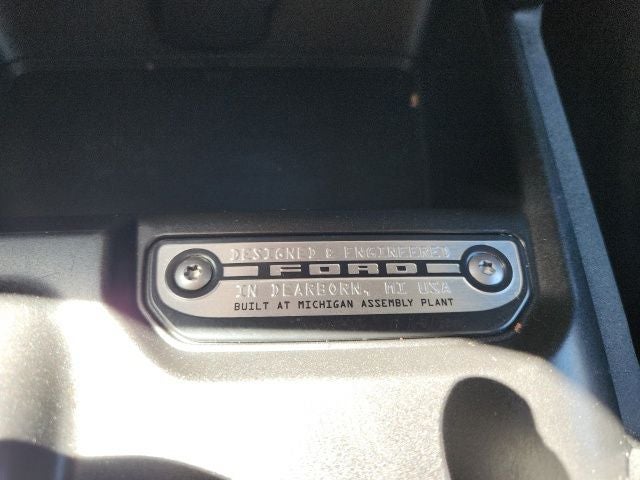 DESIGNED & ENGINEERED
FORD
IN DEARBORN, MI USA
BUILT AT MICHIGAN ASSEMBLY PLANT